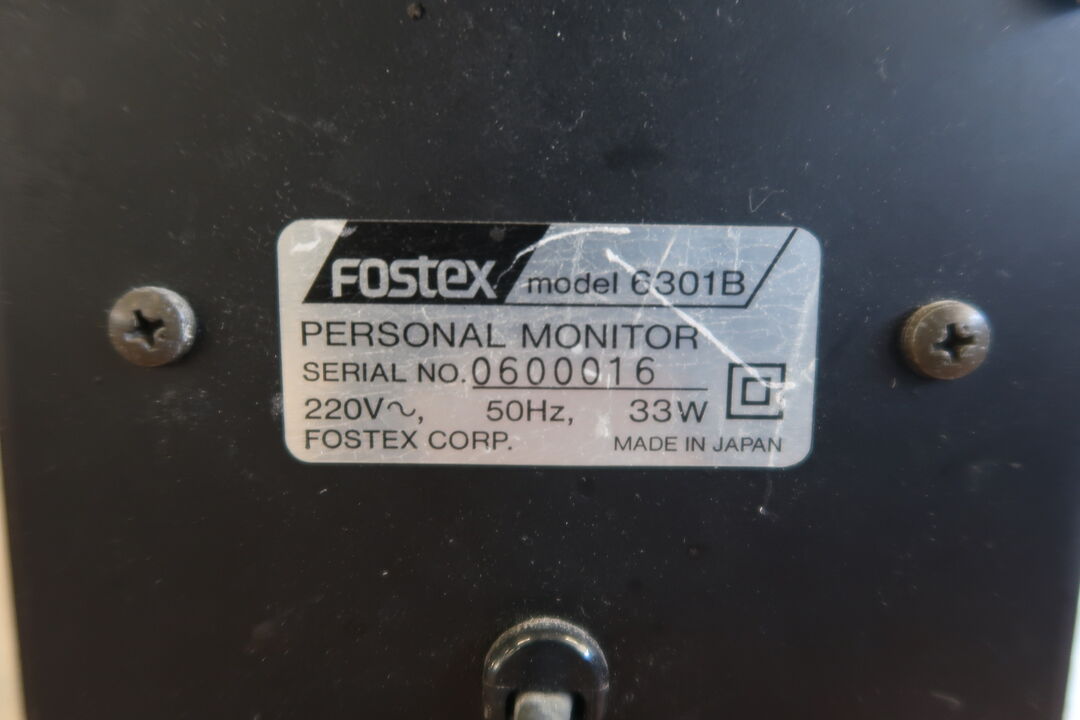 FOSTEX model 6301B
PERSONAL MONITOR
SERIAL NO. 0600016
220V~, 50Hz, 33W
FOSTEX CORP. MADE IN JAPAN